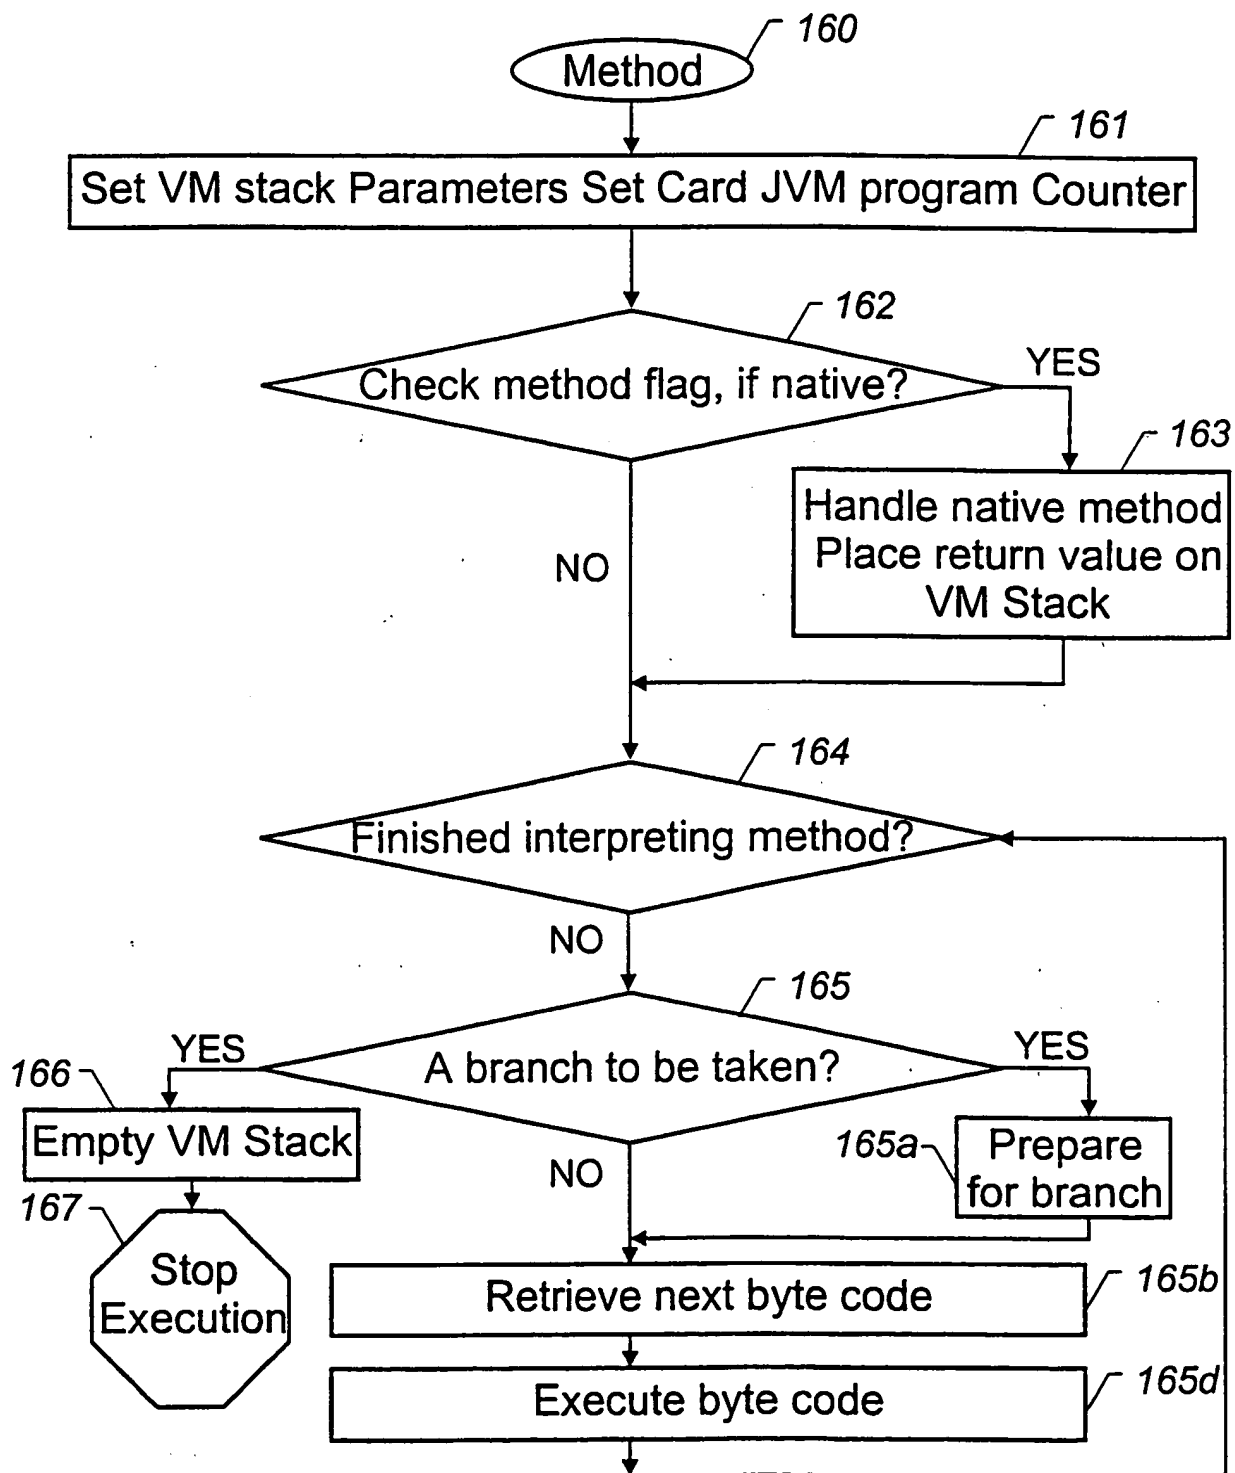 160
Method
161
Set VM stack Parameters Set Card JVM program Counter
162
Check method flag, if native?
YES
163
Handle native method
Place return value on
VM Stack
NO
164
Finished interpreting method?
NO
165
A branch to be taken?
YES
YES
166
Empty VM Stack
165a
Prepare
for branch
NO
167
Stop
Execution
165b
Retrieve next byte code
165d
Execute byte code